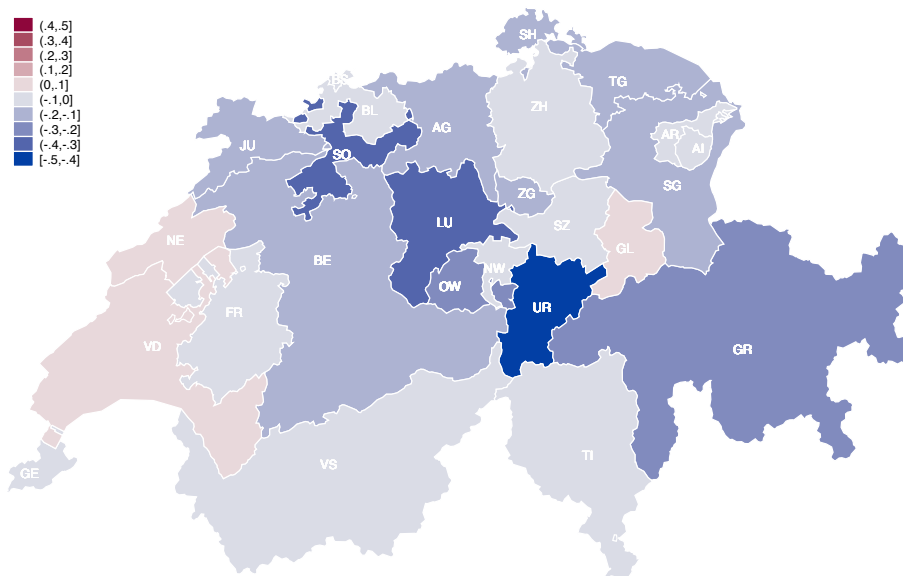 (.4,.5]
(.3,.4]
(.2,.3]
(.1,.2]
(0,.1]
(-.1,0]
(-.2,-.1]
(-.3,-.2]
(-.4,-.3]
[-.5,-.4]
SH
TG
BS
BL
ZH
AG
AR
AI
JU
SO
SG
ZG
LU
SZ
NE
GL
BE
NW
OW
UR
FR
VD
GR
TI
VS
GE